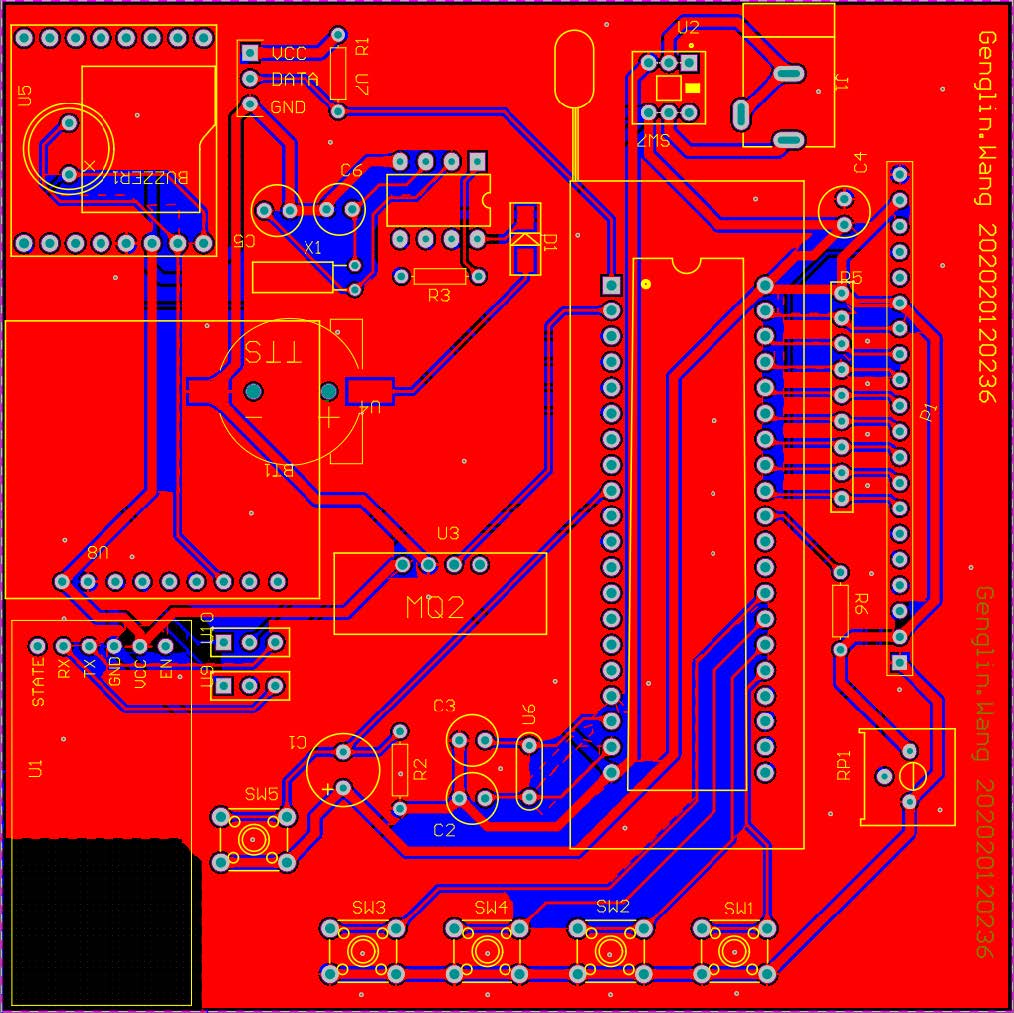 U2
R1
VCC
J1
DATA
U7
U5
GND
SW7
C4
X
C6
BUZZER1
C5
X1
D1
R3
R5
TTS
U4
P1
BT1
U3
U8
MQ2
R6
U10
STATE
RX
TX
GND
VCC
EN
U9
C3
U6
C1
R2
RP1
U1
SW5
C2
SW3
SW4
SW2
SW1
Genglin.Wang 202020120236
Genglin.Wang 202020120236